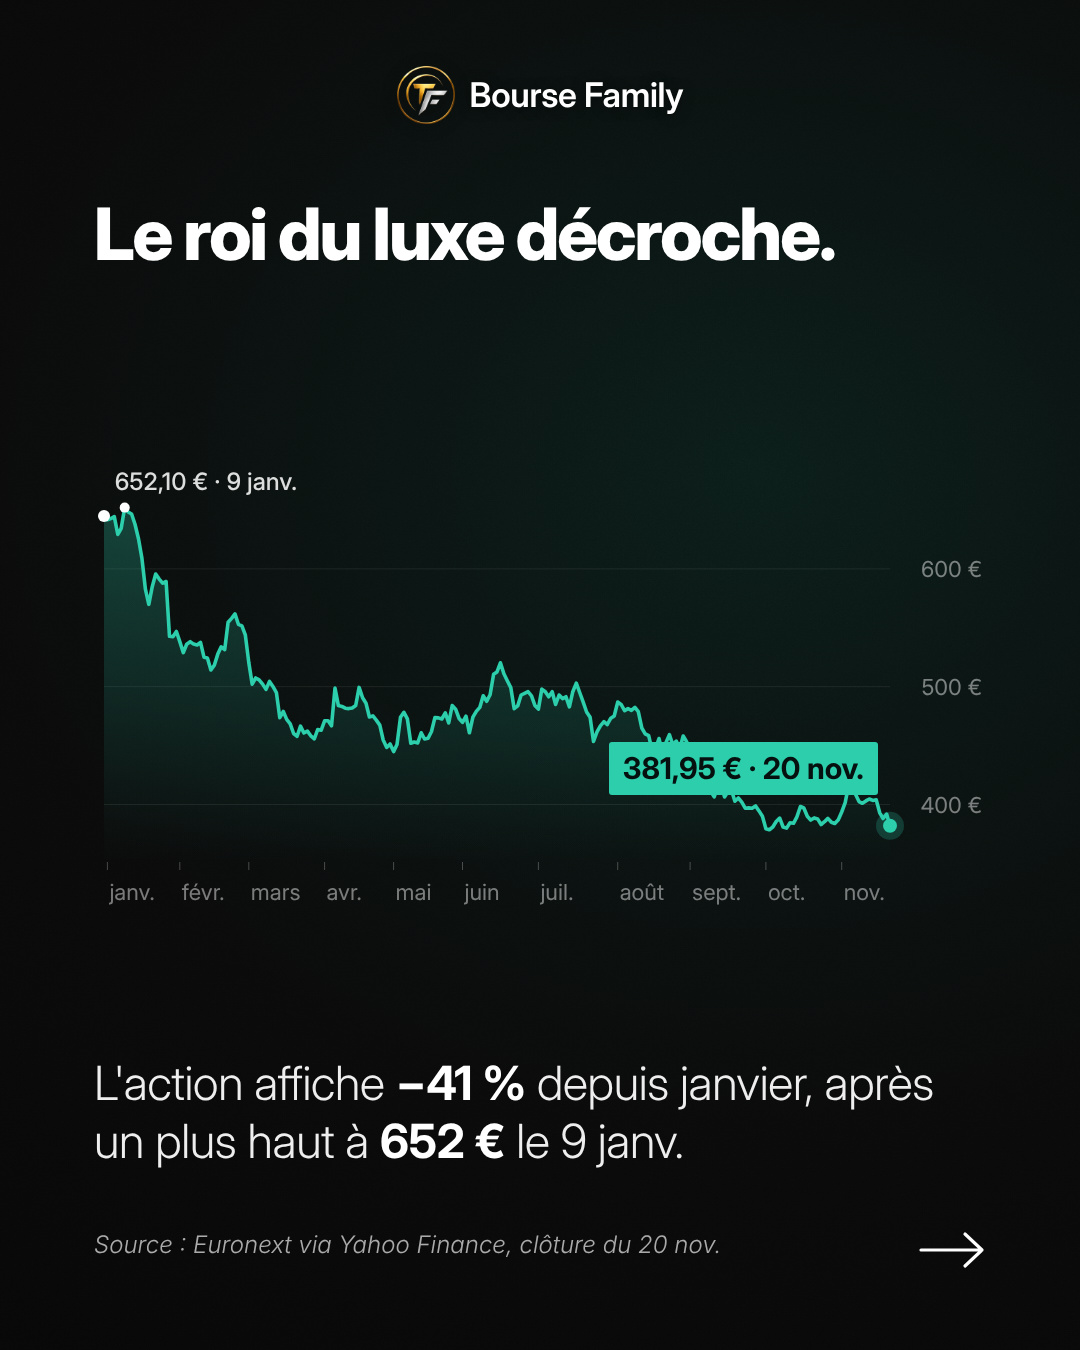 TF Bourse Family
Le roi du luxe décroche.
652,10 € · 9 janv.
600 €
500 €
381,95 € · 20 nov.
400 €
janv. févr. mars avr. mai juin juil. août sept. oct. nov.
L'action affiche −41 % depuis janvier, après
un plus haut à 652 € le 9 janv.
Source : Euronext via Yahoo Finance, clôture du 20 nov.